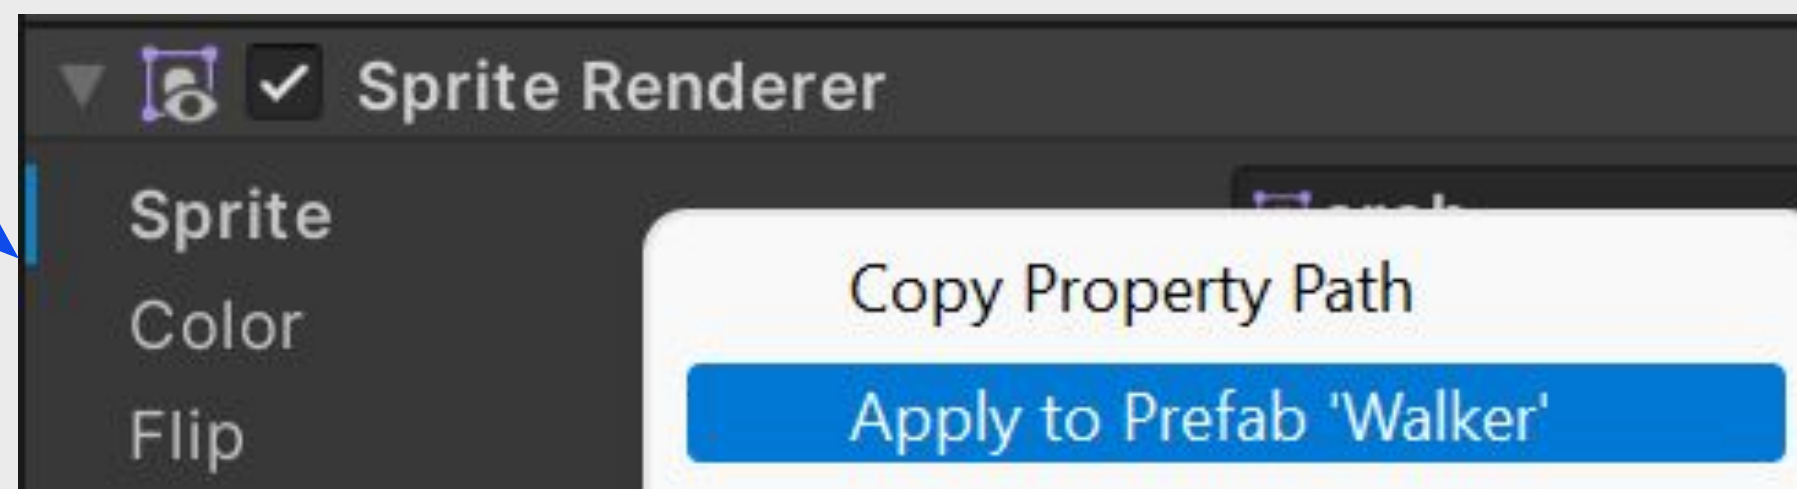 Sprite Renderer
Sprite
Copy Property Path
Color
Apply to Prefab 'Walker'
Flip